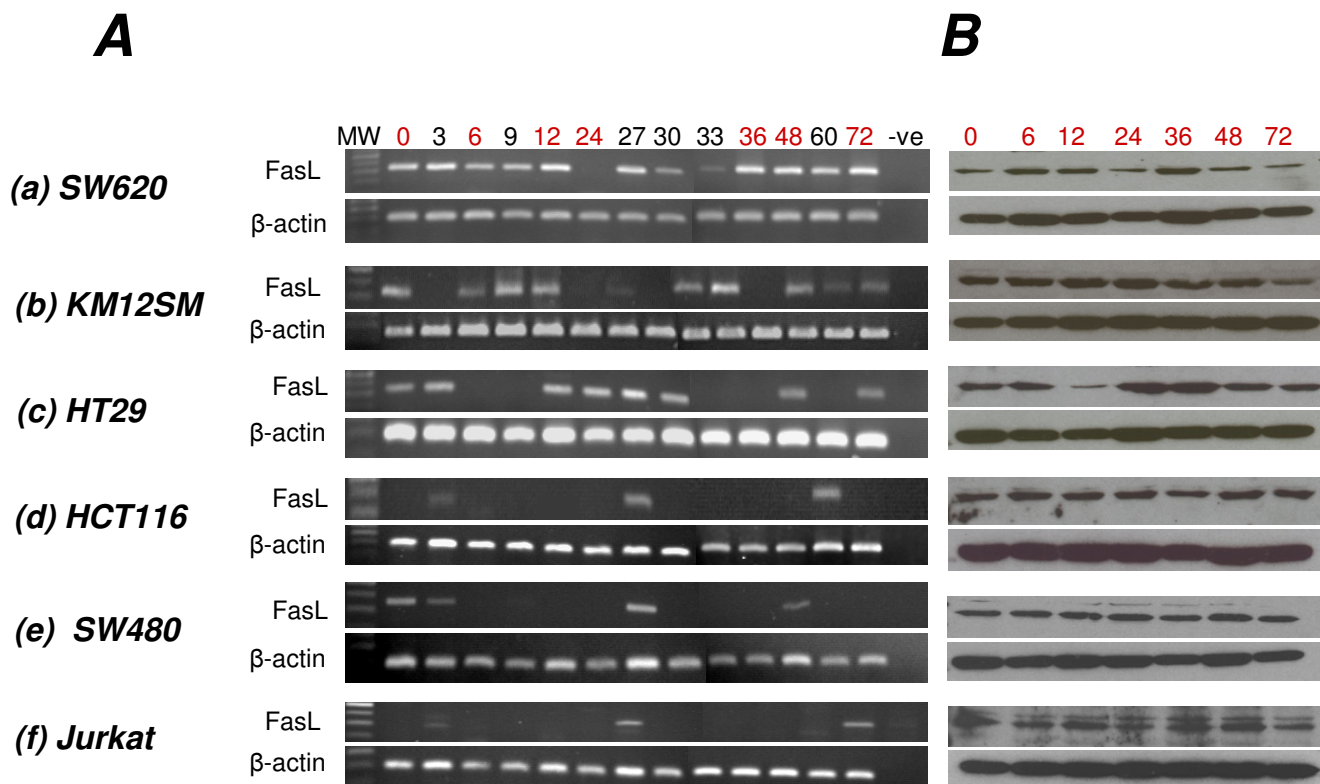 A B
MW 0 3 6 9 12 24 27 30 33 36 48 60 72 -ve 0 6 12 24 36 48 72
(a) SW620 FasL
β-actin
(b) KM12SM FasL
β-actin
(c) HT29 FasL
β-actin
(d) HCT116 FasL
β-actin
(e) SW480 FasL
β-actin
(f) Jurkat FasL
β-actin